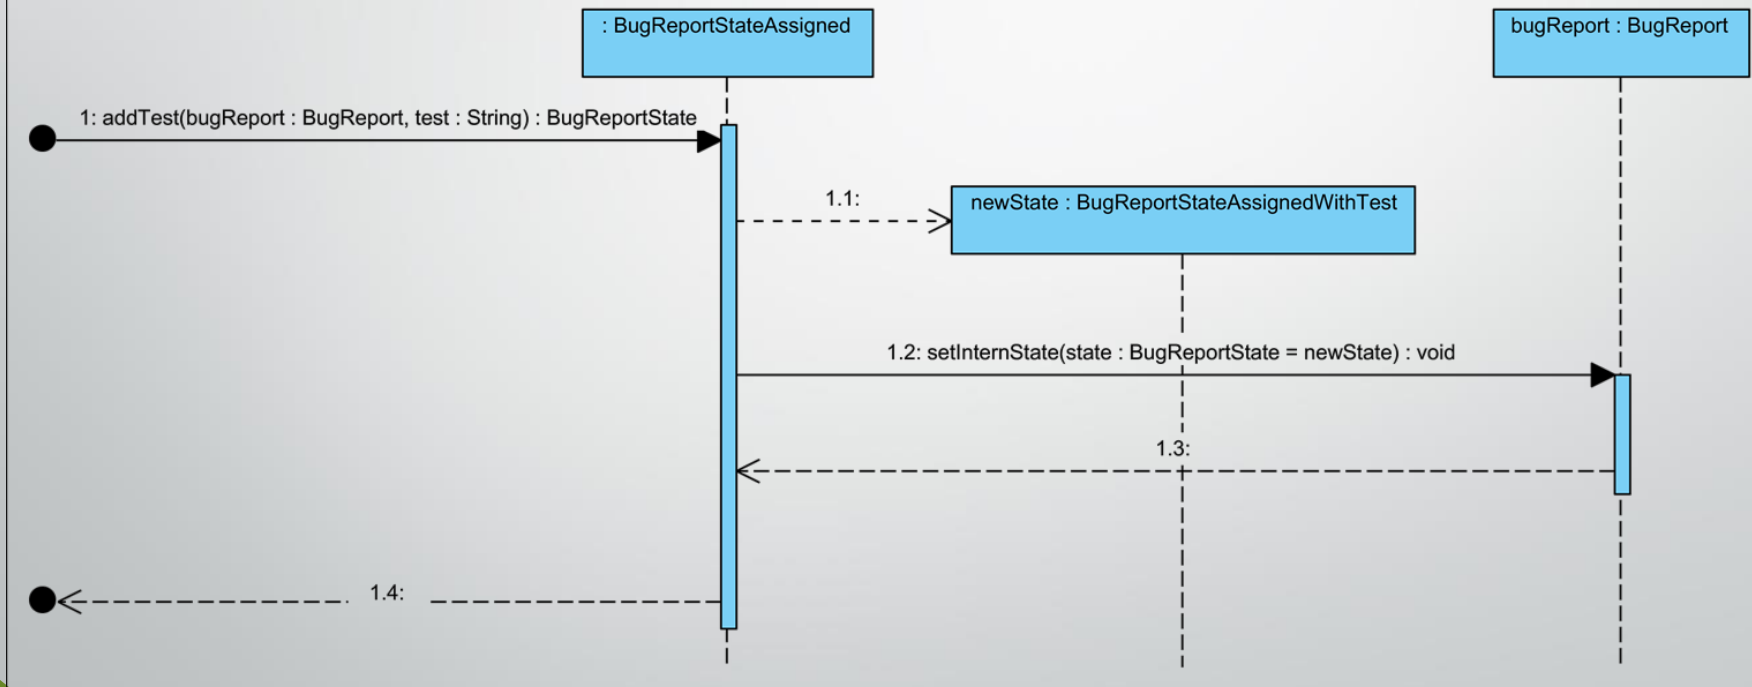 : BugReportStateAssigned
bugReport : BugReport
1: addTest(bugReport : BugReport, test : String) : BugReportState
1.1:
newState : BugReportStateAssignedWithTest
1.2: setInternState(state : BugReportState = newState) : void
1.3:
1.4: